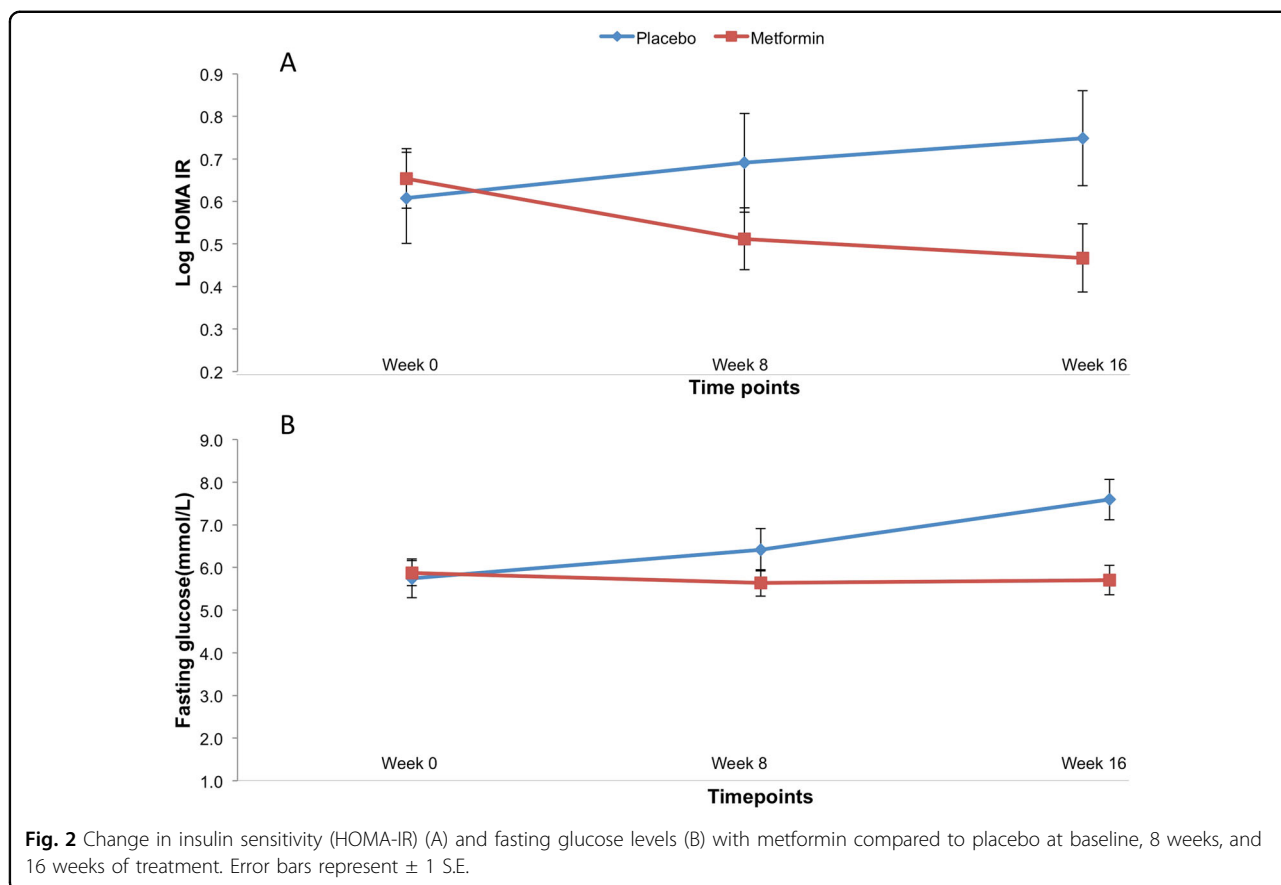 Placebo Metformin
A
0.9
0.8
0.7
0.6
0.5
0.4
0.3
0.2
Log HOMA IR
Week 0 Week 8 Week 16
Time points
B
9.0
8.0
7.0
6.0
5.0
4.0
3.0
2.0
1.0
Fasting glucose(mmol/L)
Week 0 Week 8 Week 16
Timepoints
Fig. 2 Change in insulin sensitivity (HOMA-IR) (A) and fasting glucose levels (B) with metformin compared to placebo at baseline, 8 weeks, and
16 weeks of treatment. Error bars represent ± 1 S.E.